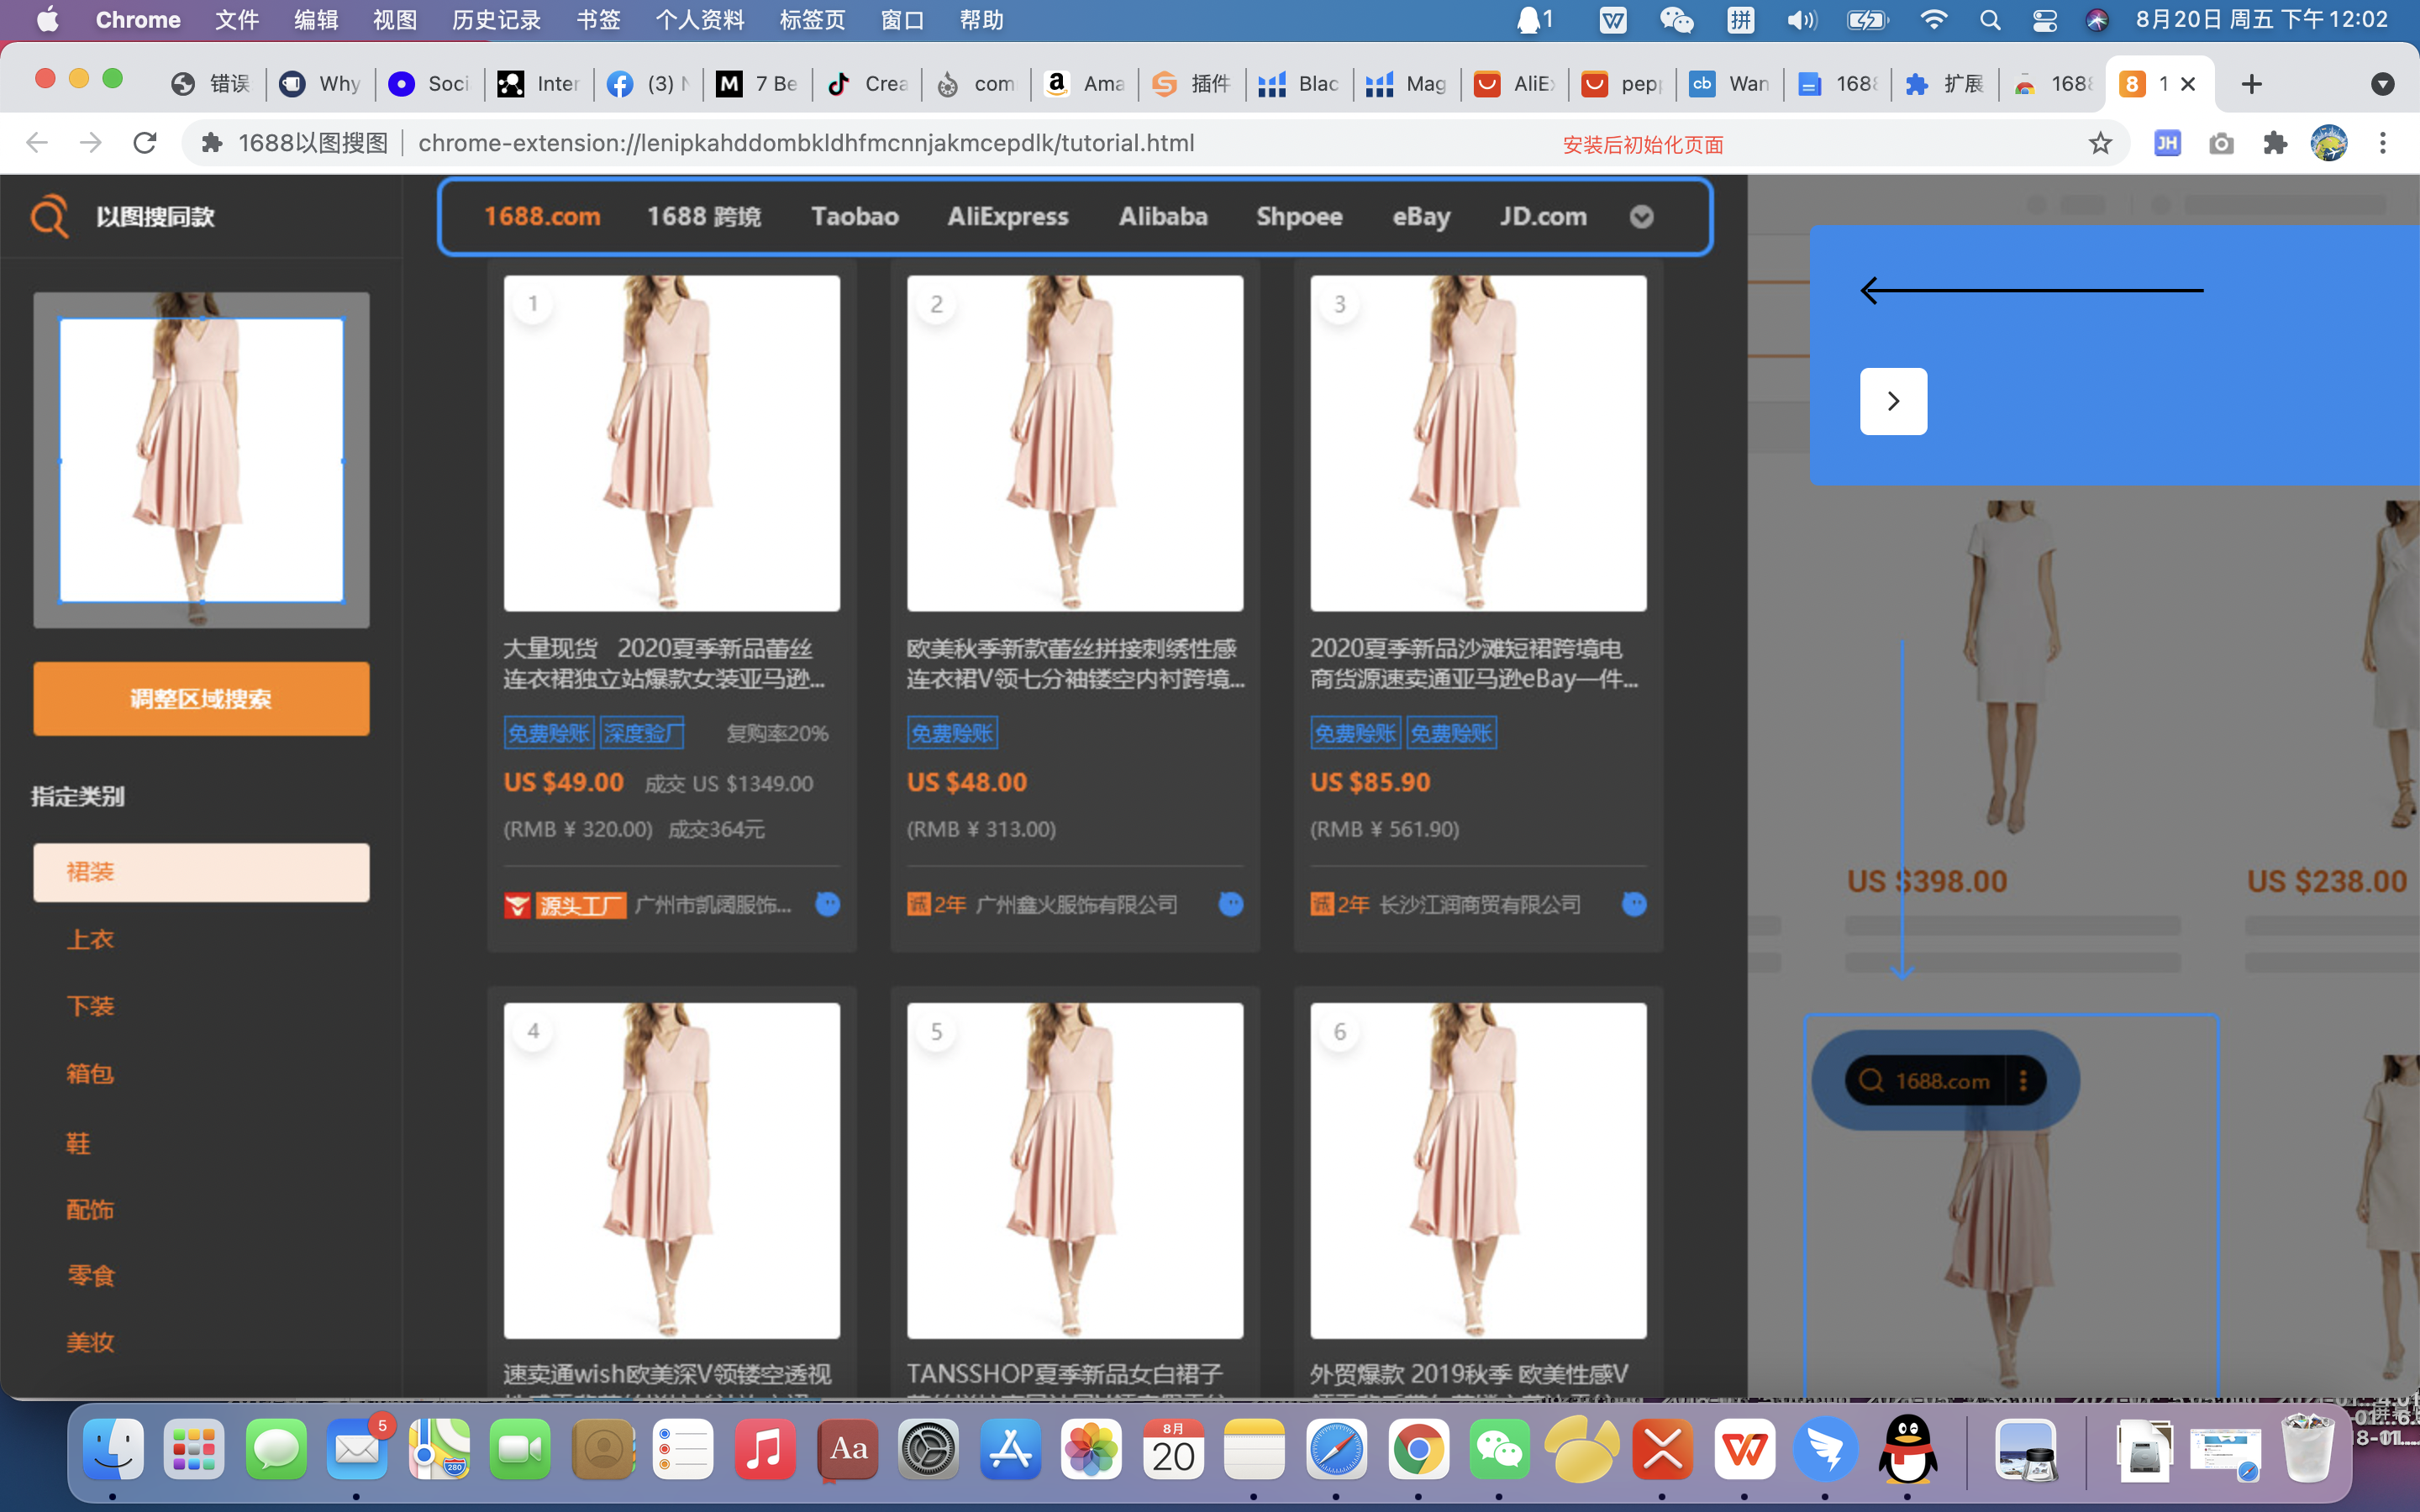 Chrome 文件 编辑 视图 历史记录 书签 个人资料 标签页 窗口 帮助 1 拼 8月20日 周五 下午 12:02
错误 Why Soci Inter (3) N 7 Be Crea com Ama 插件 Blac Mag AliEx pepp Wan 1688 扩展 1688 1
1688以图搜图 chrome-extension://lenipkahddombkldhfmcnnjakmcepdlk/tutorial.html 安装后初始化页面 JH
以图搜同款
1688.com 1688 跨境 Taobao AliExpress Alibaba Shpoee eBay JD.com
调整区域搜索
指定类别
裙装
上衣
下装
箱包
鞋
配饰
零食
美妆
1
大量现货 2020夏季新品蕾丝
连衣裙独立站爆款女装亚马逊...
免费赊账 深度验厂 复购率20%
US $49.00 成交 US $1349.00
(RMB ¥ 320.00) 成交364元
源头工厂 广州市凯阔服饰...
2
欧美秋季新款蕾丝拼接刺绣性感
连衣裙V领七分袖镂空内衬跨境...
免费赊账
US $48.00
(RMB ¥ 313.00)
诚 2年 广州鑫火服饰有限公司
3
2020夏季新品沙滩短裙跨境电
商货源速卖通亚马逊eBay一件...
免费赊账 免费赊账
US $85.90
(RMB ¥ 561.90)
诚 2年 长沙江润商贸有限公司
4
速卖通wish欧美深V领镂空透视
5
TANSSHOP夏季新品女白裙子
6
外贸爆款 2019秋季 欧美性感V
US $398.00
US $238.00
1688.com
5
280
Aa
8月
20